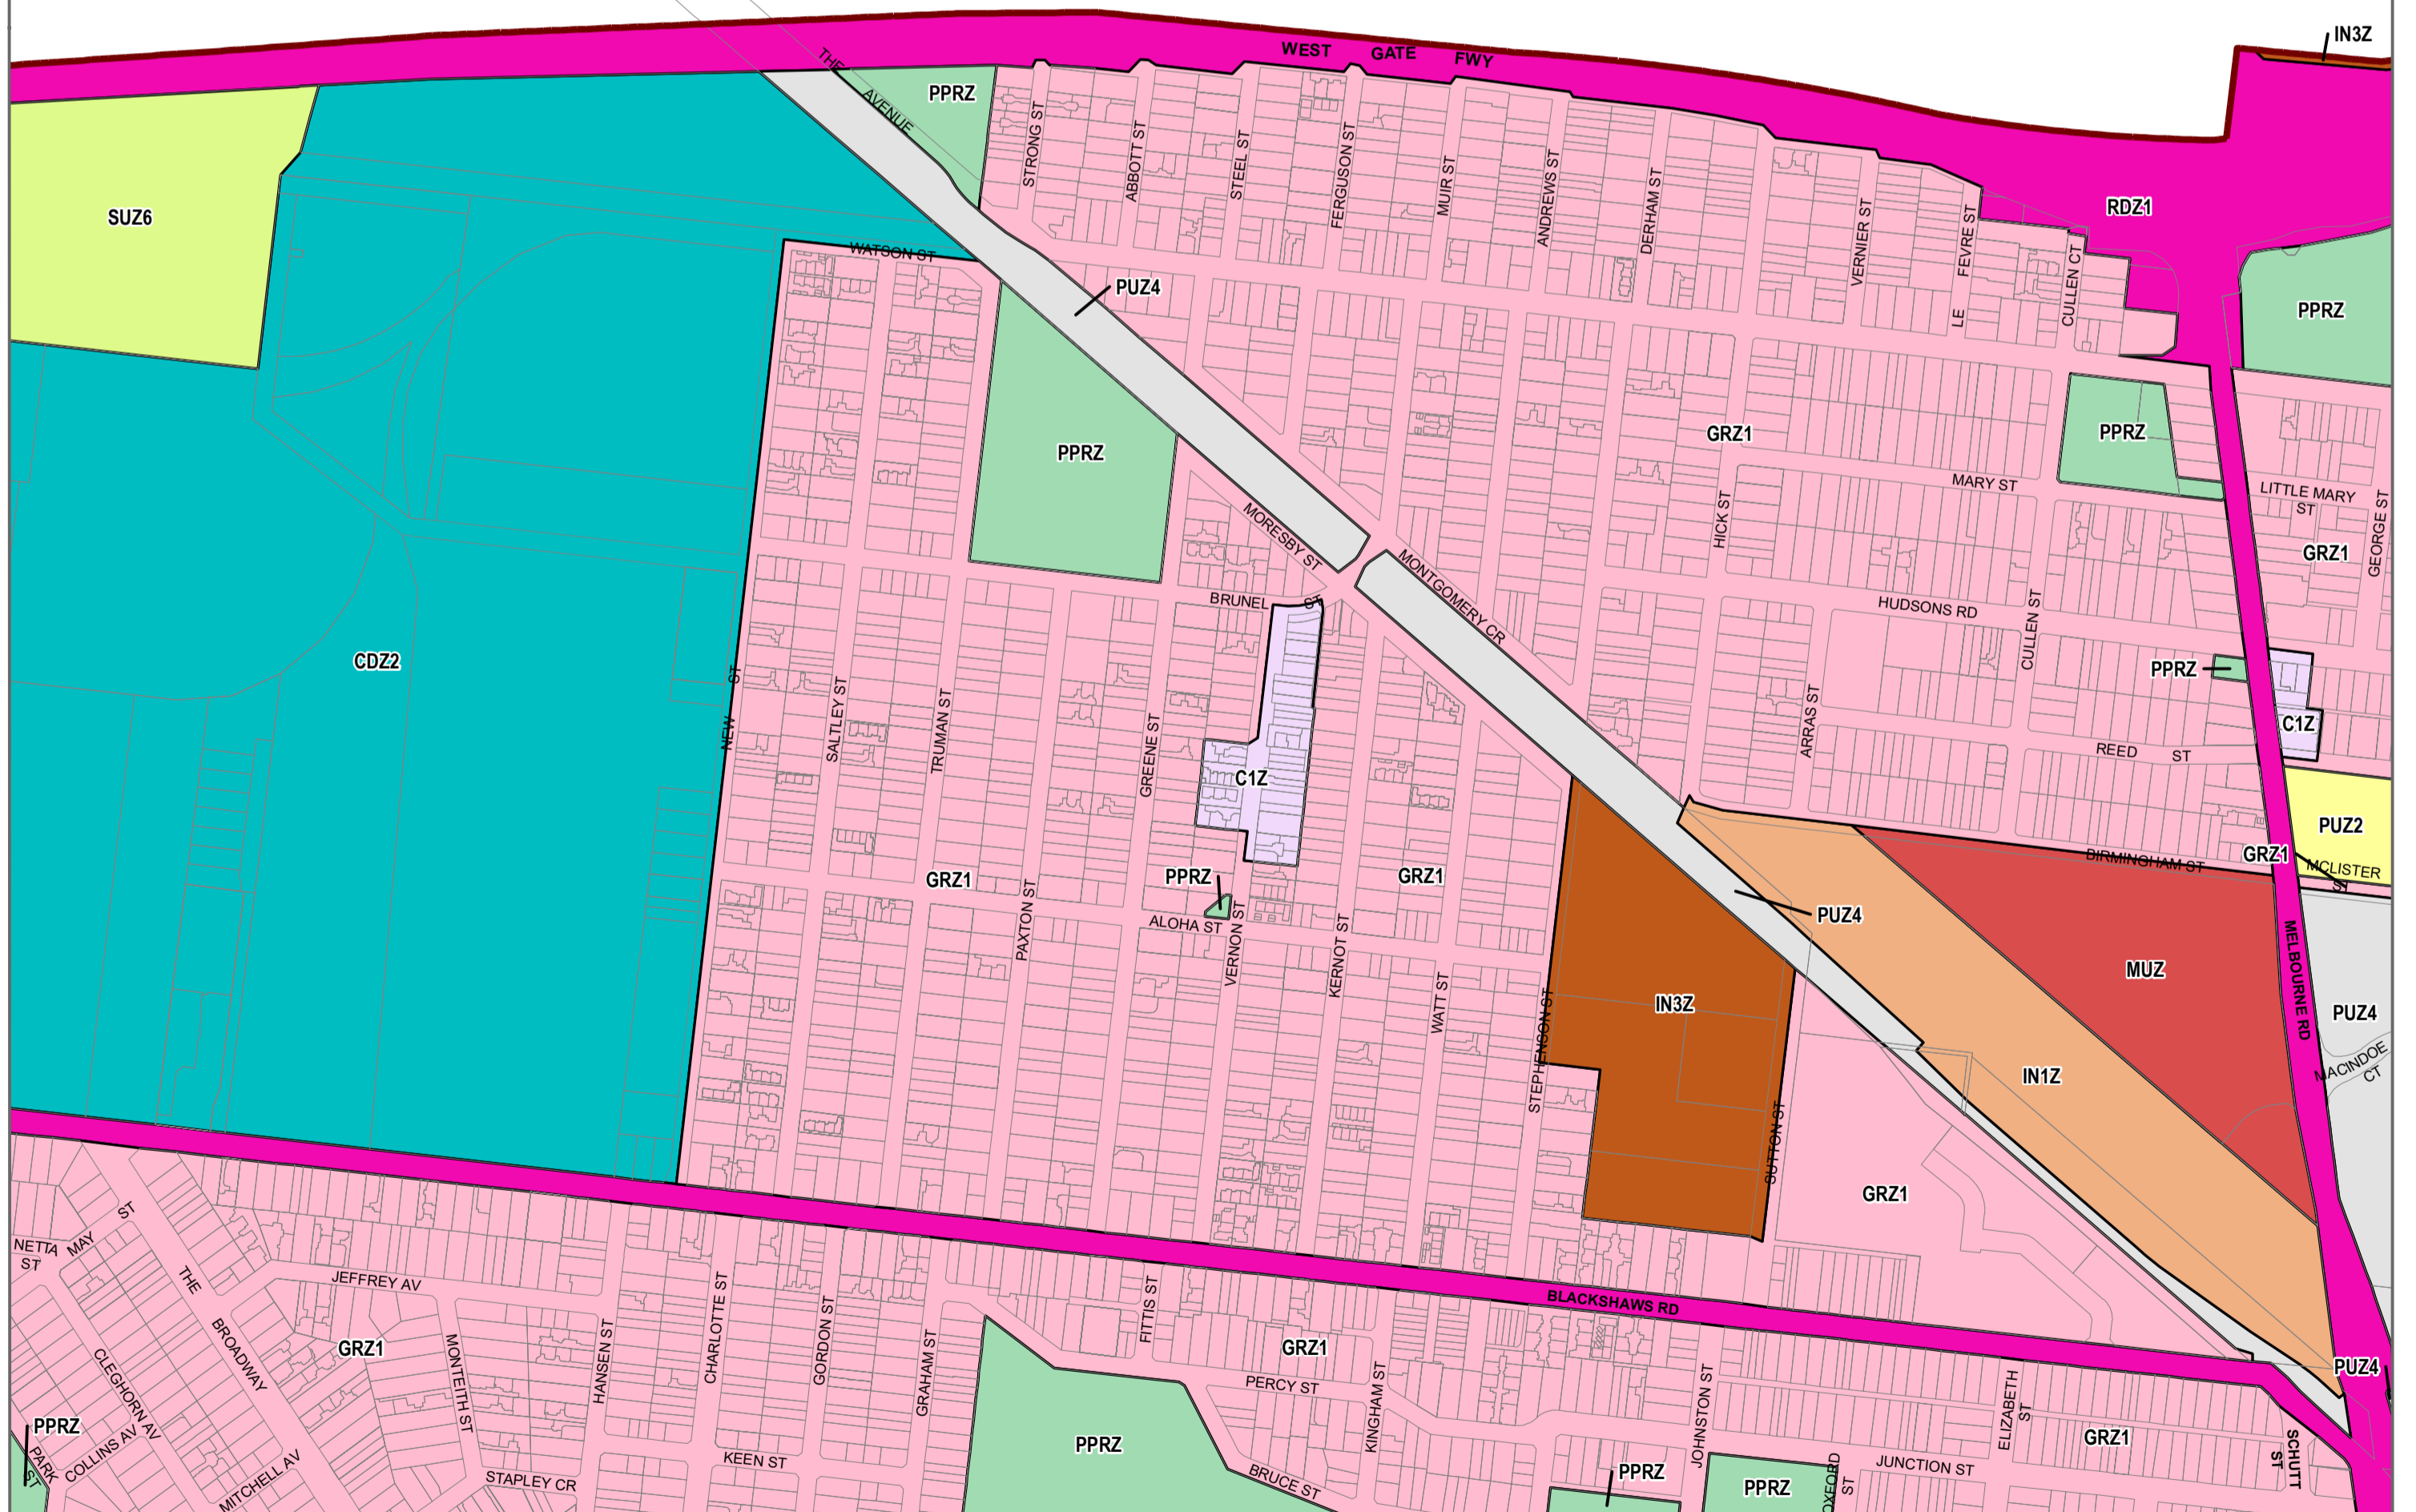 WEST GATE FWY
IN3Z
THE AVENUE
PPRZ
STRONG ST
ABBOTT ST
STEEL ST
FERGUSON ST
MUIR ST
ANDREWS ST
DERHAM ST
VERNIER ST
LE FEVRE ST
CULLEN CT
RDZ1
SUZ6
WATSON ST
PUZ4
PPRZ
PPRZ
GRZ1
PPRZ
HICK ST
MARY ST
LITTLE MARY ST
GEORGE ST
GRZ1
MORESBY ST
MONTGOMERY CR
BRUNEL ST
HUDSONS RD
CULLEN ST
CDZ2
NEW ST
SALTLEY ST
TRUMAN ST
GREENE ST
C1Z
ARRAS ST
PPRZ
C1Z
REED ST
PUZ2
GRZ1
MCLISTER ST
BIRMINGHAM ST
GRZ1
PPRZ
GRZ1
PAXTON ST
ALOHA ST
VERNON ST
KERNOT ST
WATT ST
STEPHENSON ST
IN3Z
SUTTON ST
PUZ4
MUZ
MELBOURNE RD
PUZ4
MACINDOE CT
IN1Z
GRZ1
NETTA ST
MAY ST
THE BROADWAY
JEFFREY AV
CLEGHORN AV
COLLINS AV
MITCHELL AV
PPRZ
PARK ST
GRZ1
MONTEITH ST
STAPLEY CR
HANSEN ST
CHARLOTTE ST
GORDON ST
KEEN ST
GRAHAM ST
FITTIS ST
BLACKSHAWS RD
GRZ1
PERCY ST
KINGHAM ST
PPRZ
BRUCE ST
PPRZ
JOHNSTON ST
PPRZ
OXFORD ST
JUNCTION ST
ELIZABETH ST
GRZ1
SCHUTT ST
PUZ4